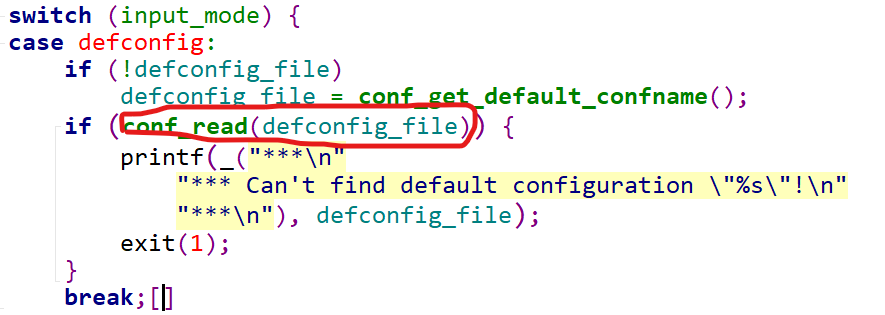 switch (input_mode) {
case defconfig:
    if (!defconfig_file)
        defconfig_file = conf_get_default_confname();
    if (conf_read(defconfig_file)) {
        printf(_("***\n"
            "*** Can't find default configuration \"%s\"!\n"
            "***\n"), defconfig_file);
        exit(1);
    }
    break;[]